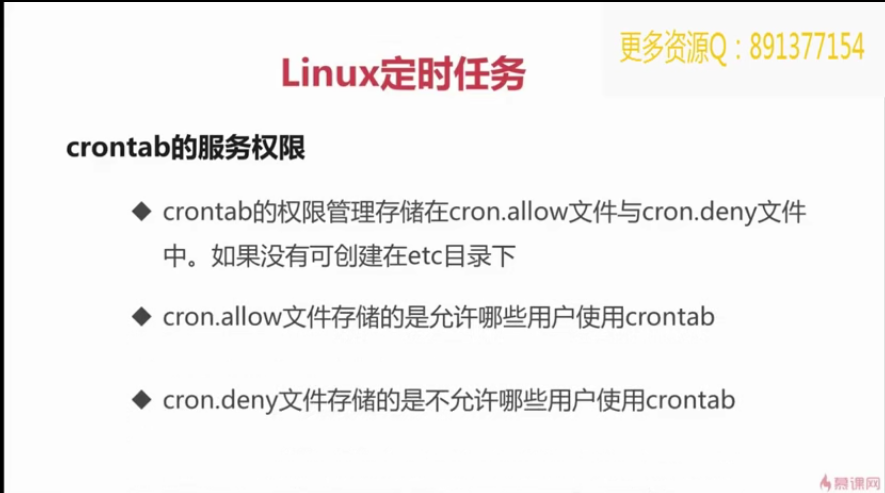 更多资源Q：891377154
Linux定时任务
crontab的服务权限
◆ crontab的权限管理存储在cron.allow文件与cron.deny文件
中。如果没有可创建在etc目录下
◆ cron.allow文件存储的是允许哪些用户使用crontab
◆ cron.deny文件存储的是不允许哪些用户使用crontab
慕课网